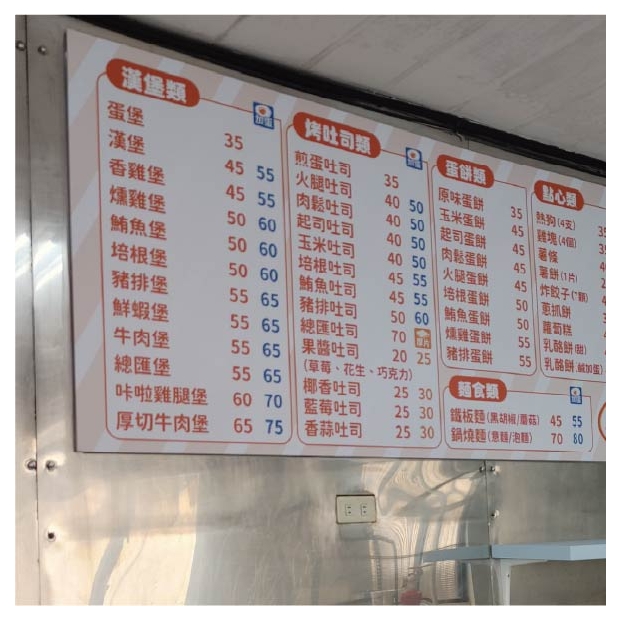 漢堡類
加蛋
蛋堡 35
漢堡 45 55
香雞堡 45 55
燻雞堡 50 60
鮪魚堡 50 60
培根堡 50 60
豬排堡 55 65
鮮蝦堡 55 65
牛肉堡 55 65
總匯堡 55 65
咔啦雞腿堡 60 70
厚切牛肉堡 65 75
烤吐司類
加蛋
煎蛋吐司 35
火腿吐司 40 50
肉鬆吐司 40 50
起司吐司 40 50
玉米吐司 40 50
培根吐司 45 55
鮪魚吐司 45 55
豬排吐司 50 60
總匯吐司 70
果醬吐司 20 25
(草莓、花生、巧克力)
椰香吐司 25 30
藍莓吐司 25 30
香蒜吐司 25 30
蛋餅類
原味蛋餅 35
玉米蛋餅 45
起司蛋餅 45
肉鬆蛋餅 45
火腿蛋餅 45
培根蛋餅 50
鮪魚蛋餅 50
燻雞蛋餅 55
豬排蛋餅 55
點心類
熱狗(4支)
雞塊(4個)
薯條
薯餅(1片)
炸餃子
蔥抓餅
蘿蔔糕
乳酪餅(甜)
乳酪餅(鹹加蛋)
麵食類
加蛋
鐵板麵(黑胡椒/蘑菇) 45 55
鍋燒麵(意麵/泡麵) 70 80